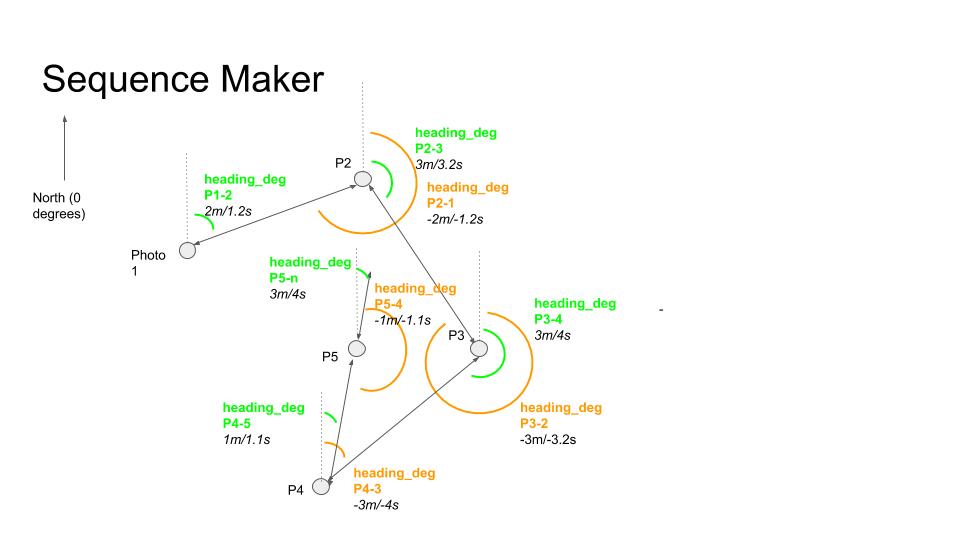 Sequence Maker
North (0
degrees)
heading_deg
P1-2
2m/1.2s
Photo
1
P2
heading_deg
P2-3
3m/3.2s
heading_deg
P2-1
-2m/-1.2s
heading_deg
P5-n
3m/4s
heading_deg
P5-4
-1m/-1.1s
P5
P3
heading_deg
P3-4
3m/4s
-
heading_deg
P3-2
-3m/-3.2s
heading_deg
P4-5
1m/1.1s
P4
heading_deg
P4-3
-3m/-4s